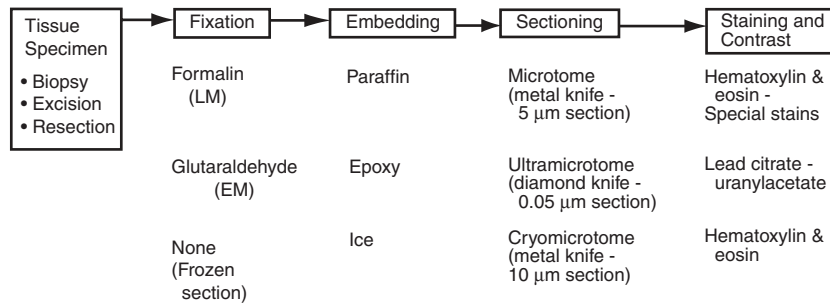 Tissue
Specimen
• Biopsy
• Excision
• Resection
Fixation
Embedding
Sectioning
Staining and
Contrast
Formalin
(LM)
Paraffin
Microtome
(metal knife -
5 µm section)
Hematoxylin &
eosin -
Special stains
Glutaraldehyde
(EM)
Epoxy
Ultramicrotome
(diamond knife -
0.05 µm section)
Lead citrate -
uranylacetate
None
(Frozen
section)
Ice
Cryomicrotome
(metal knife -
10 µm section)
Hematoxylin &
eosin